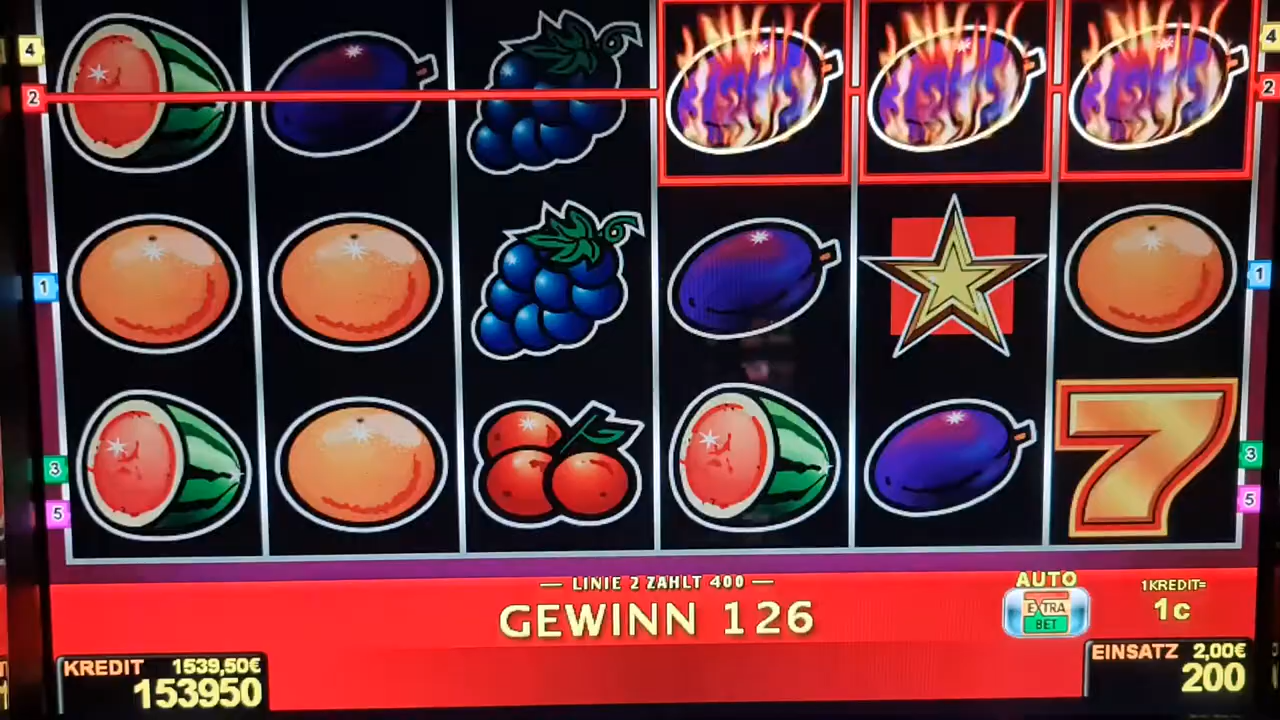 4
4
2
2
1
1
3
3
5
5
— LINIE 2 ZAHLT 400 —
GEWINN 126
AUTO
EXTRA
BET
1KREDIT=
1c
KREDIT 1539,50€
153950
EINSATZ 2,00€
200
7